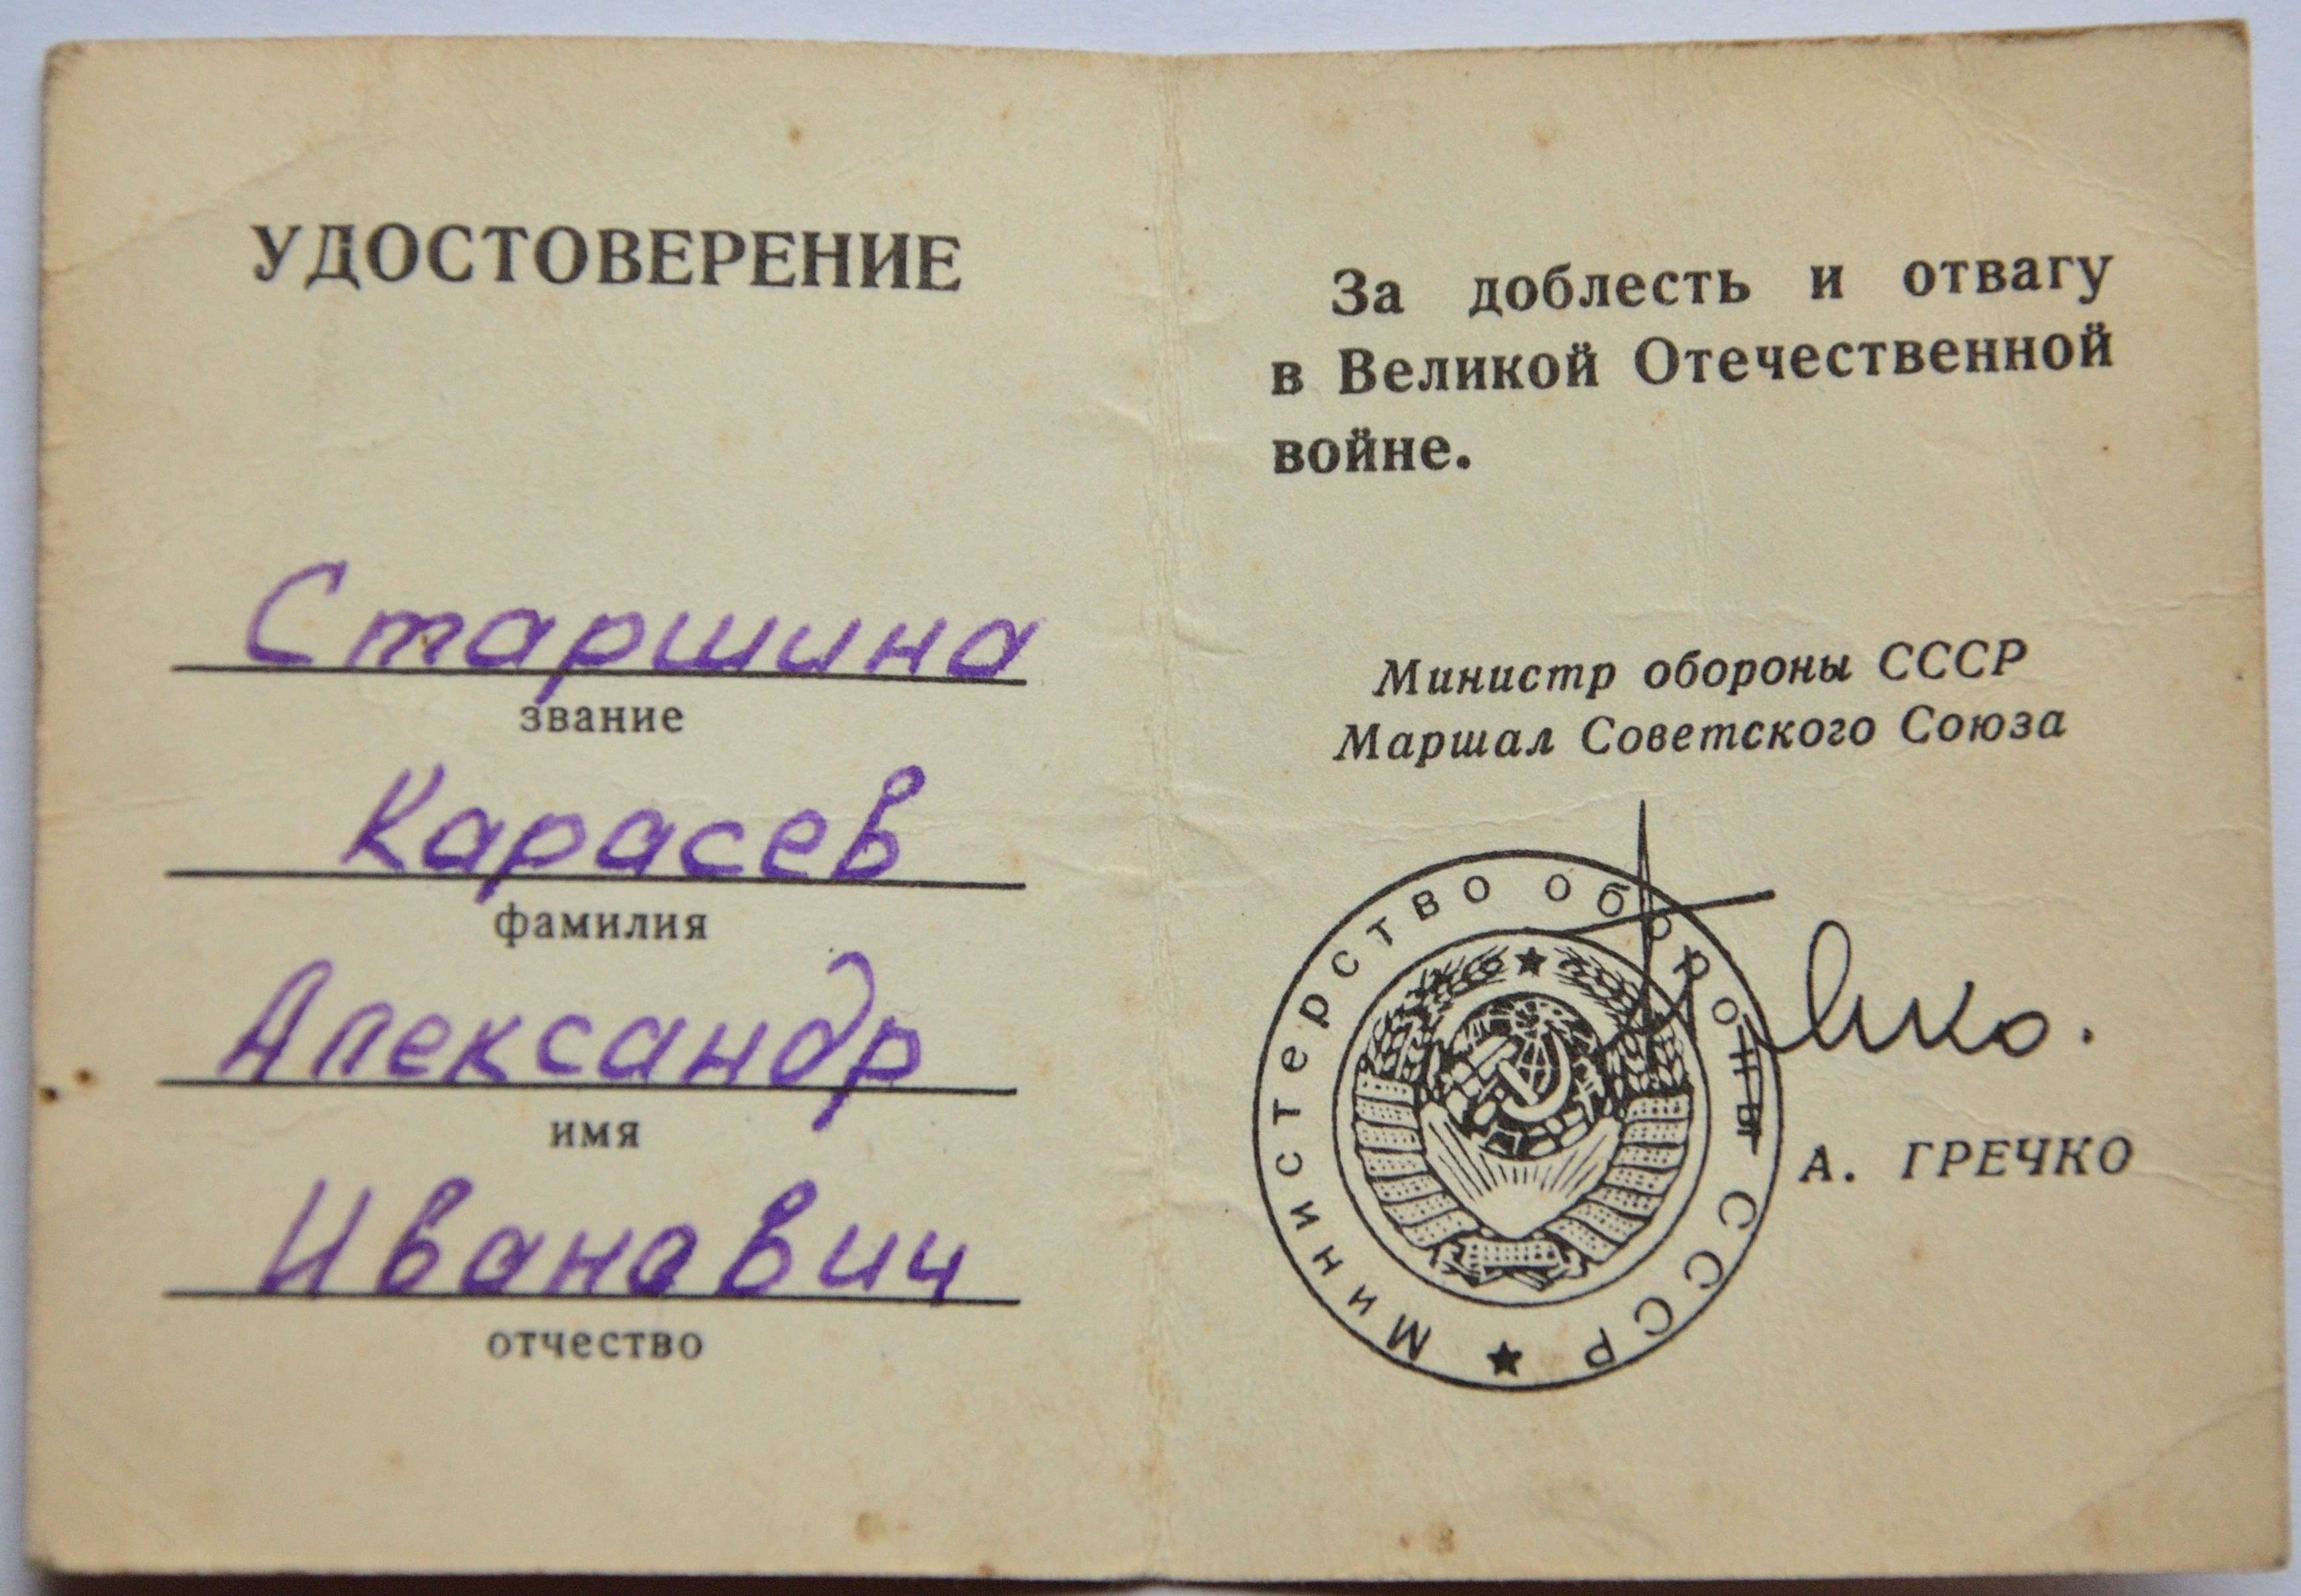 УДОСТОВЕРЕНИЕ
Старшина
звание
Карасев
фамилия
Александр
имя
Иванович
отчество
За доблесть и отвагу
в Великой Отечественной
войне.
Министр обороны СССР
Маршал Советского Союза
Министерство обороны СССР
А. ГРЕЧКО